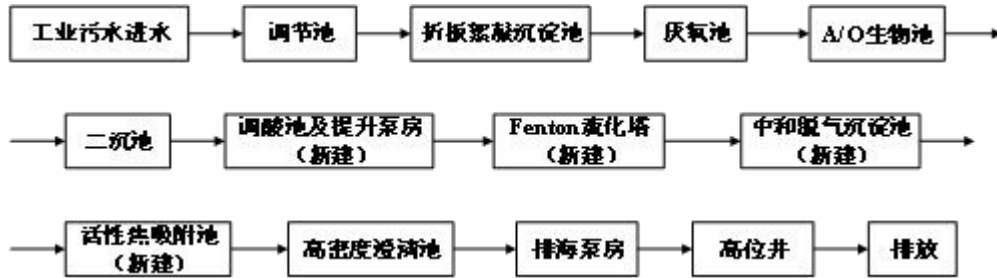 工业污水进水
调节池
折板絮凝沉淀池
厌氧池
A/O生物池
二沉池
调酸池及提升泵房
（新建）
Fenton流化塔
（新建）
中和脱气沉淀池
（新建）
活性焦吸附池
（新建）
高密度澄清池
排海泵房
高位井
排放